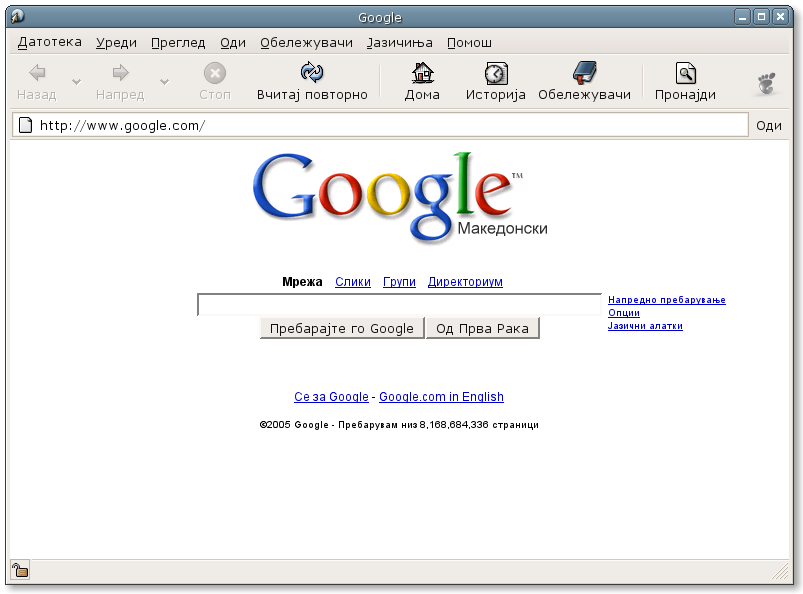 Google
Датотека Уреди Преглед Оди Обележувачи Јазичиња Помош
Назад Напред Стоп Вчитај повторно Дома Историја Обележувачи Пронајди
http://www.google.com/ Оди
Google™
Македонски
Мрежа Слики Групи Директориум
Напредно пребарување
Опции
Јазични алатки
Пребарајте го Google Од Прва Рака
Се за Google - Google.com in English
©2005 Google - Пребарувам низ 8,168,684,336 страници